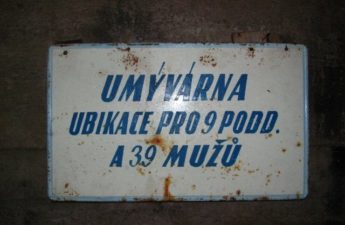 UMÝVÁRNA
UBIKACE PRO 9 PODD.
A 39 MUŽŮ